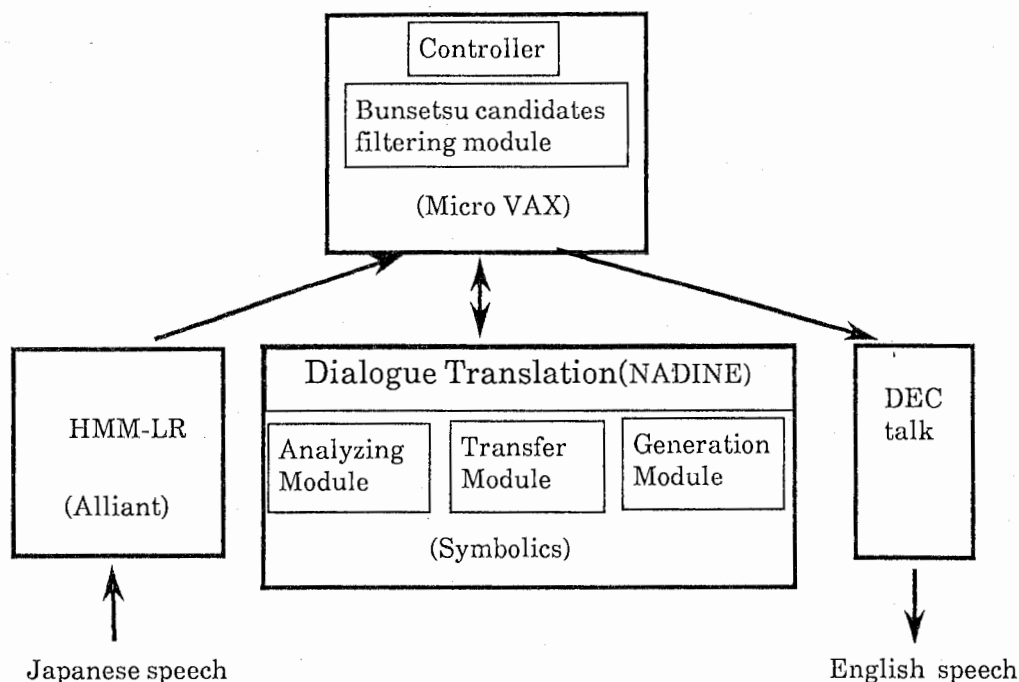 Controller
Bunsetsu candidates
filtering module
(Micro VAX)
HMM-LR
(Alliant)
Dialogue Translation(NADINE)
Analyzing
Module
Transfer
Module
Generation
Module
(Symbolics)
DEC
talk
Japanese speech
English speech